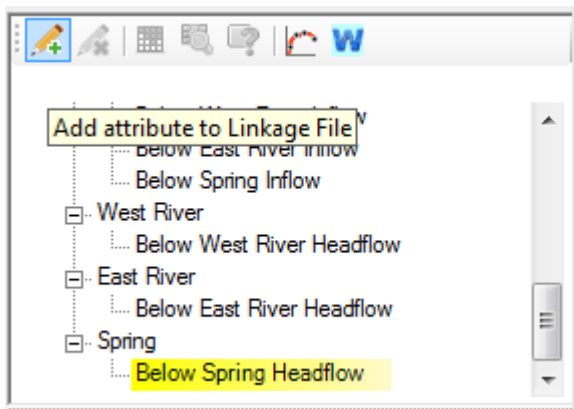 W
Add attribute to Linkage File
Below East River Inflow
Below Spring Inflow
West River
Below West River Headflow
East River
Below East River Headflow
Spring
Below Spring Headflow